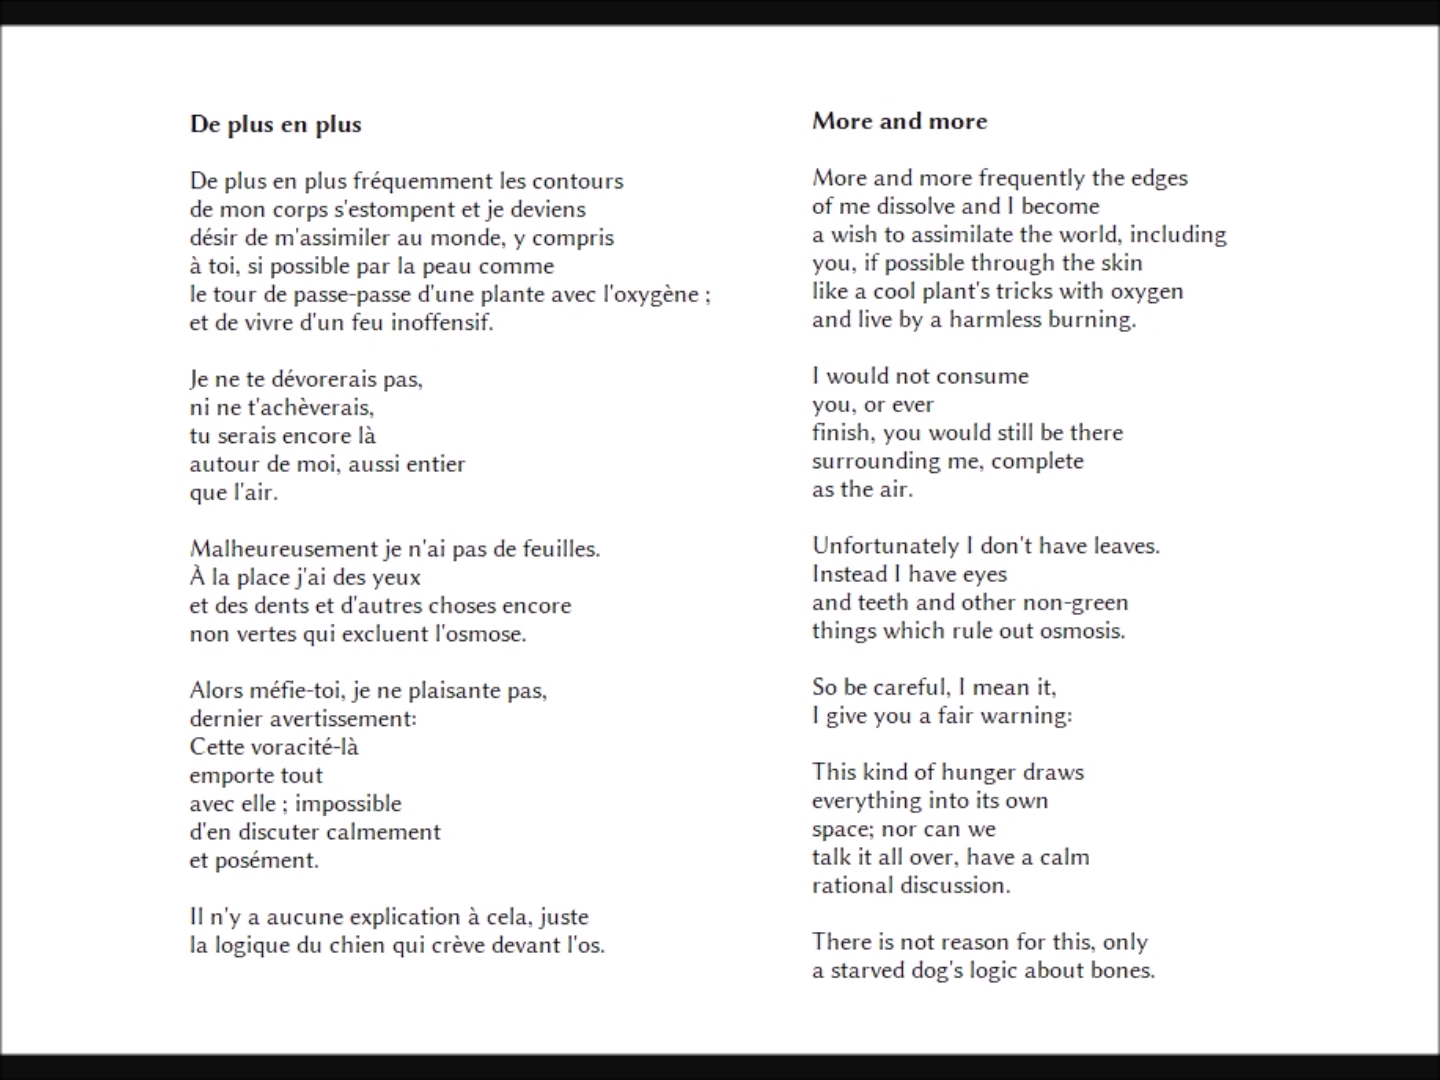 De plus en plus
De plus en plus fréquemment les contours
de mon corps s'estompent et je deviens
désir de m'assimiler au monde, y compris
à toi, si possible par la peau comme
le tour de passe-passe d'une plante avec l'oxygène ;
et de vivre d'un feu inoffensif.
Je ne te dévorerais pas,
ni ne t'achèverais,
tu serais encore là
autour de moi, aussi entier
que l'air.
Malheureusement je n'ai pas de feuilles.
À la place j'ai des yeux
et des dents et d'autres choses encore
non vertes qui excluent l'osmose.
Alors méfie-toi, je ne plaisante pas,
dernier avertissement:
Cette voracité-là
emporte tout
avec elle ; impossible
d'en discuter calmement
et posément.
Il n'y a aucune explication à cela, juste
la logique du chien qui crève devant l'os.
More and more
More and more frequently the edges
of me dissolve and I become
a wish to assimilate the world, including
you, if possible through the skin
like a cool plant's tricks with oxygen
and live by a harmless burning.
I would not consume
you, or ever
finish, you would still be there
surrounding me, complete
as the air.
Unfortunately I don't have leaves.
Instead I have eyes
and teeth and other non-green
things which rule out osmosis.
So be careful, I mean it,
I give you a fair warning:
This kind of hunger draws
everything into its own
space; nor can we
talk it all over, have a calm
rational discussion.
There is not reason for this, only
a starved dog's logic about bones.